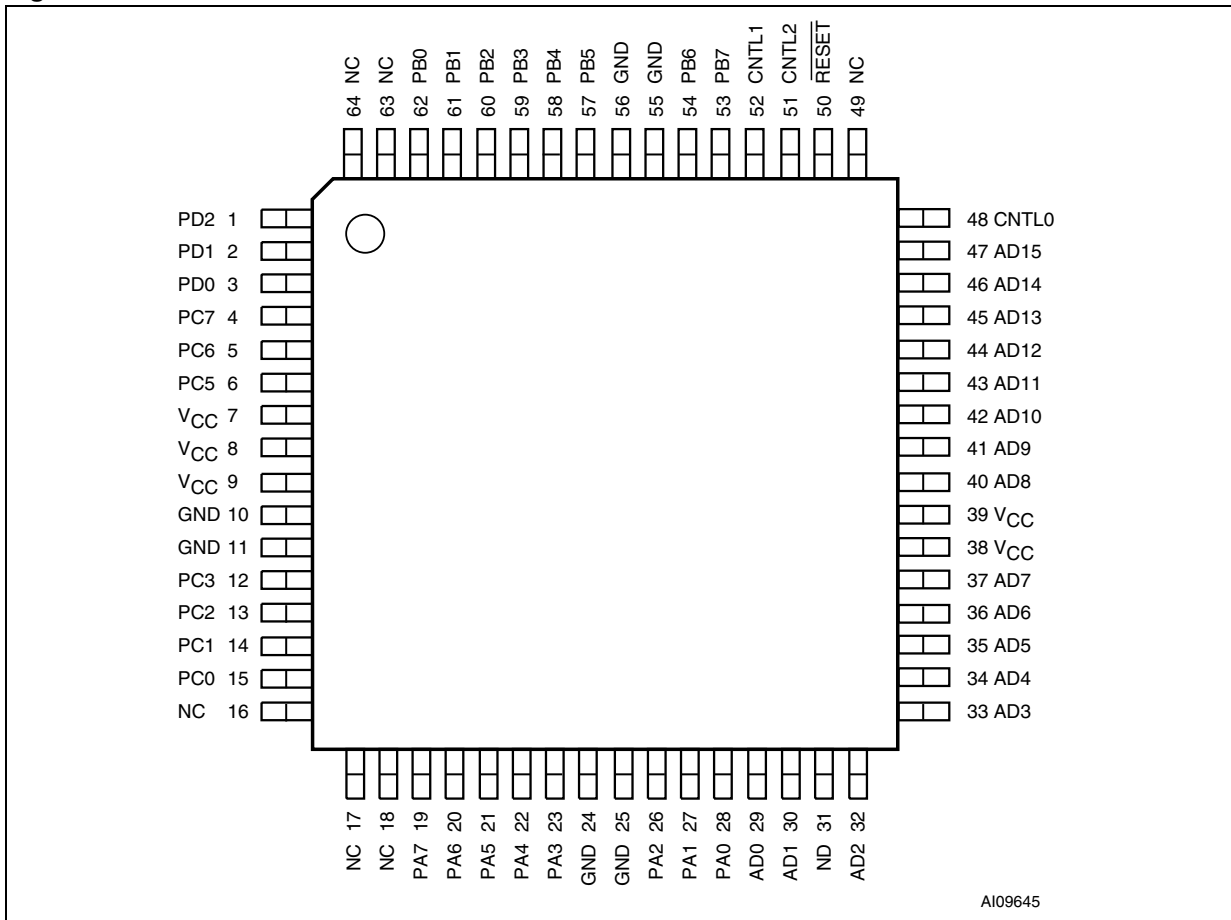 64 NC
63 NC
62 PB0
61 PB1
60 PB2
59 PB3
58 PB4
57 PB5
56 GND
55 GND
54 PB6
53 PB7
52 CNTL1
51 CNTL2
50 RESET
49 NC
PD2 1
PD1 2
PD0 3
PC7 4
PC6 5
PC5 6
VCC 7
VCC 8
VCC 9
GND 10
GND 11
PC3 12
PC2 13
PC1 14
PC0 15
NC 16
48 CNTL0
47 AD15
46 AD14
45 AD13
44 AD12
43 AD11
42 AD10
41 AD9
40 AD8
39 VCC
38 VCC
37 AD7
36 AD6
35 AD5
34 AD4
33 AD3
NC 17
NC 18
PA7 19
PA6 20
PA5 21
PA4 22
PA3 23
GND 24
GND 25
PA2 26
PA1 27
PA0 28
AD0 29
AD1 30
ND 31
AD2 32
AI09645